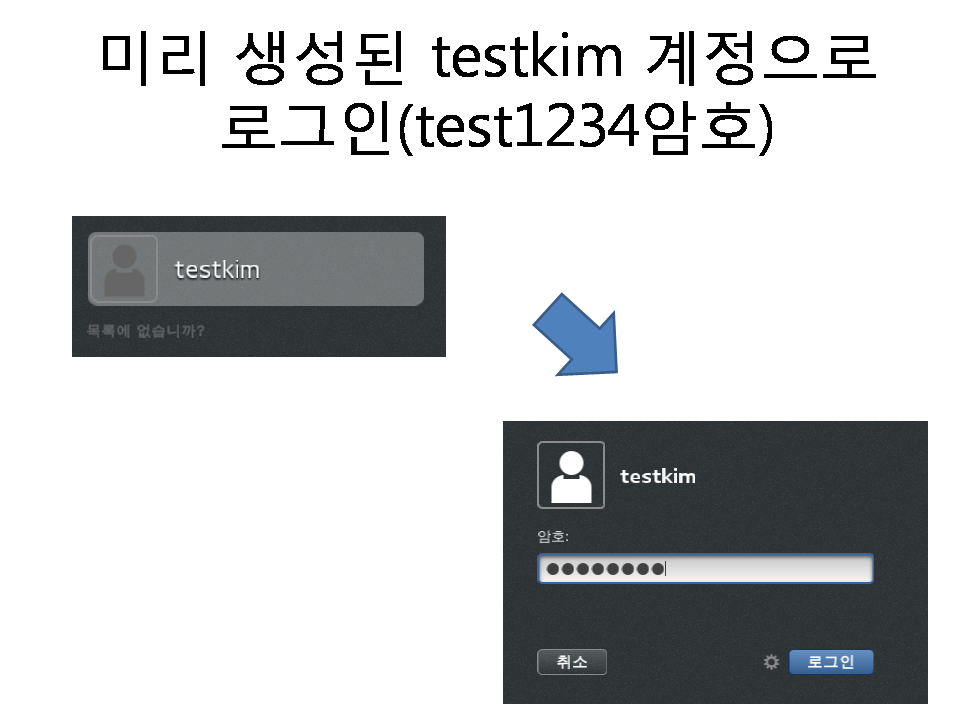 미리 생성된 testkim 계정으로
로그인(test1234암호)
testkim
목록에 없습니까?
testkim
암호:
취소
로그인